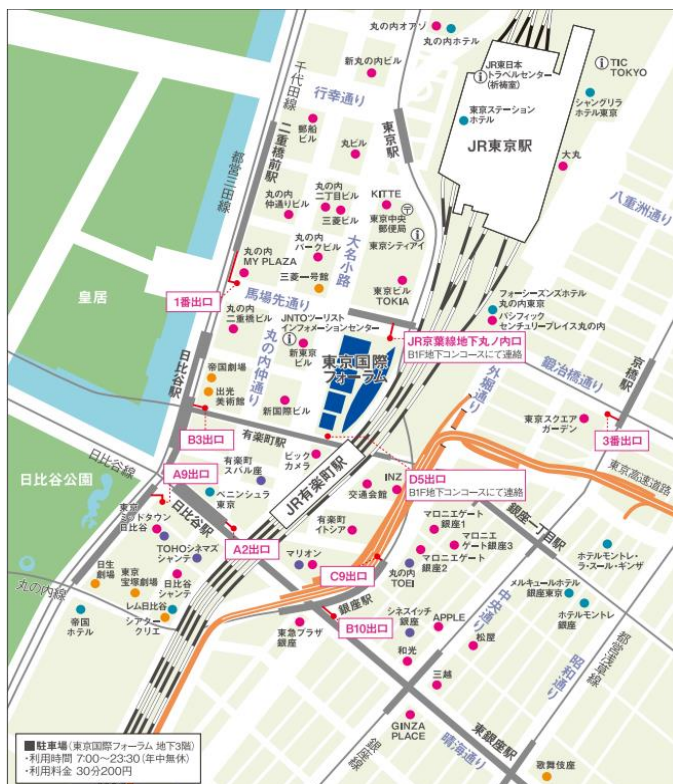 丸の内オアゾ
丸の内ホテル
新丸の内ビル
JR東日本
トラベルセンター
(祈祷室)
TIC
TOKYO
千代田線
行幸通り
東京駅
東京ステーション
ホテル
シャングリラ
ホテル東京
JR東京駅
郵船
ビル
丸ビル
大丸
二重橋前駅
都営三田線
丸の内
二丁目ビル
KITTE
八重洲通り
丸の内
仲通りビル
三菱ビル
東京中央
郵便局
大名小路
丸の内
パークビル
東京シティアイ
丸の内
MY PLAZA
三菱一号館
東京ビル
TOKIA
フォーシーズンズホテル
丸の内東京
パシフィック
センチュリープレイス丸の内
皇居
1番出口
馬場先通り
丸の内
二重橋ビル
JNTOツーリスト
インフォメーションセンター
JR京葉線地下丸ノ内口
B1F地下コンコースにて連絡
京橋駅
日比谷駅
丸の内仲通り
新東京
ビル
東京国際
フォーラム
外堀通り
鍛冶橋通り
帝国劇場
出光
美術館
新国際ビル
東京スクエア
ガーデン
3番出口
B3出口
有楽町駅
日比谷線
日比谷公園
A9出口
有楽町
スバル座
ビック
カメラ
JR有楽町駅
INZ
交通会館
D5出口
B1F地下コンコースにて連絡
東京高速道路
ペニンシュラ
東京
東京
ミッドタウン
日比谷
日比谷駅
有楽町
イトシア
マロニエゲート
銀座1
マロニエ
ゲート銀座3
銀座一丁目駅
TOHOシネマズ
シャンテ
A2出口
マロニエゲート
銀座2
ホテルモントレ・
ラ・スール・ギンザ
日生
劇場
東京
宝塚劇場
日比谷
シャンテ
マリオン
C9出口
丸の内
TOEI
丸の内線
レム日比谷
メルキュールホテル
銀座東京
帝国
ホテル
シアター
クリエ
銀座駅
B10出口
シネスイッチ
銀座
APPLE
中央通り
ホテルモントレ
銀座
東急プラザ
銀座
和光
松屋
昭和通り
都営浅草線
三越
GINZA
PLACE
東銀座駅
銀座線
晴海通り
歌舞伎座
■駐車場(東京国際フォーラム 地下3階)
・利用時間 7:00〜23:30(年中無休)
・利用料金 30分200円